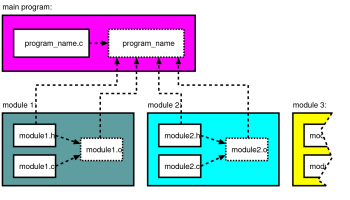 main program:
program_name.c
program_name
module 1
module 2
module 3:
module1.h
module1.o
module1.c
module2.h
module2.o
module2.c